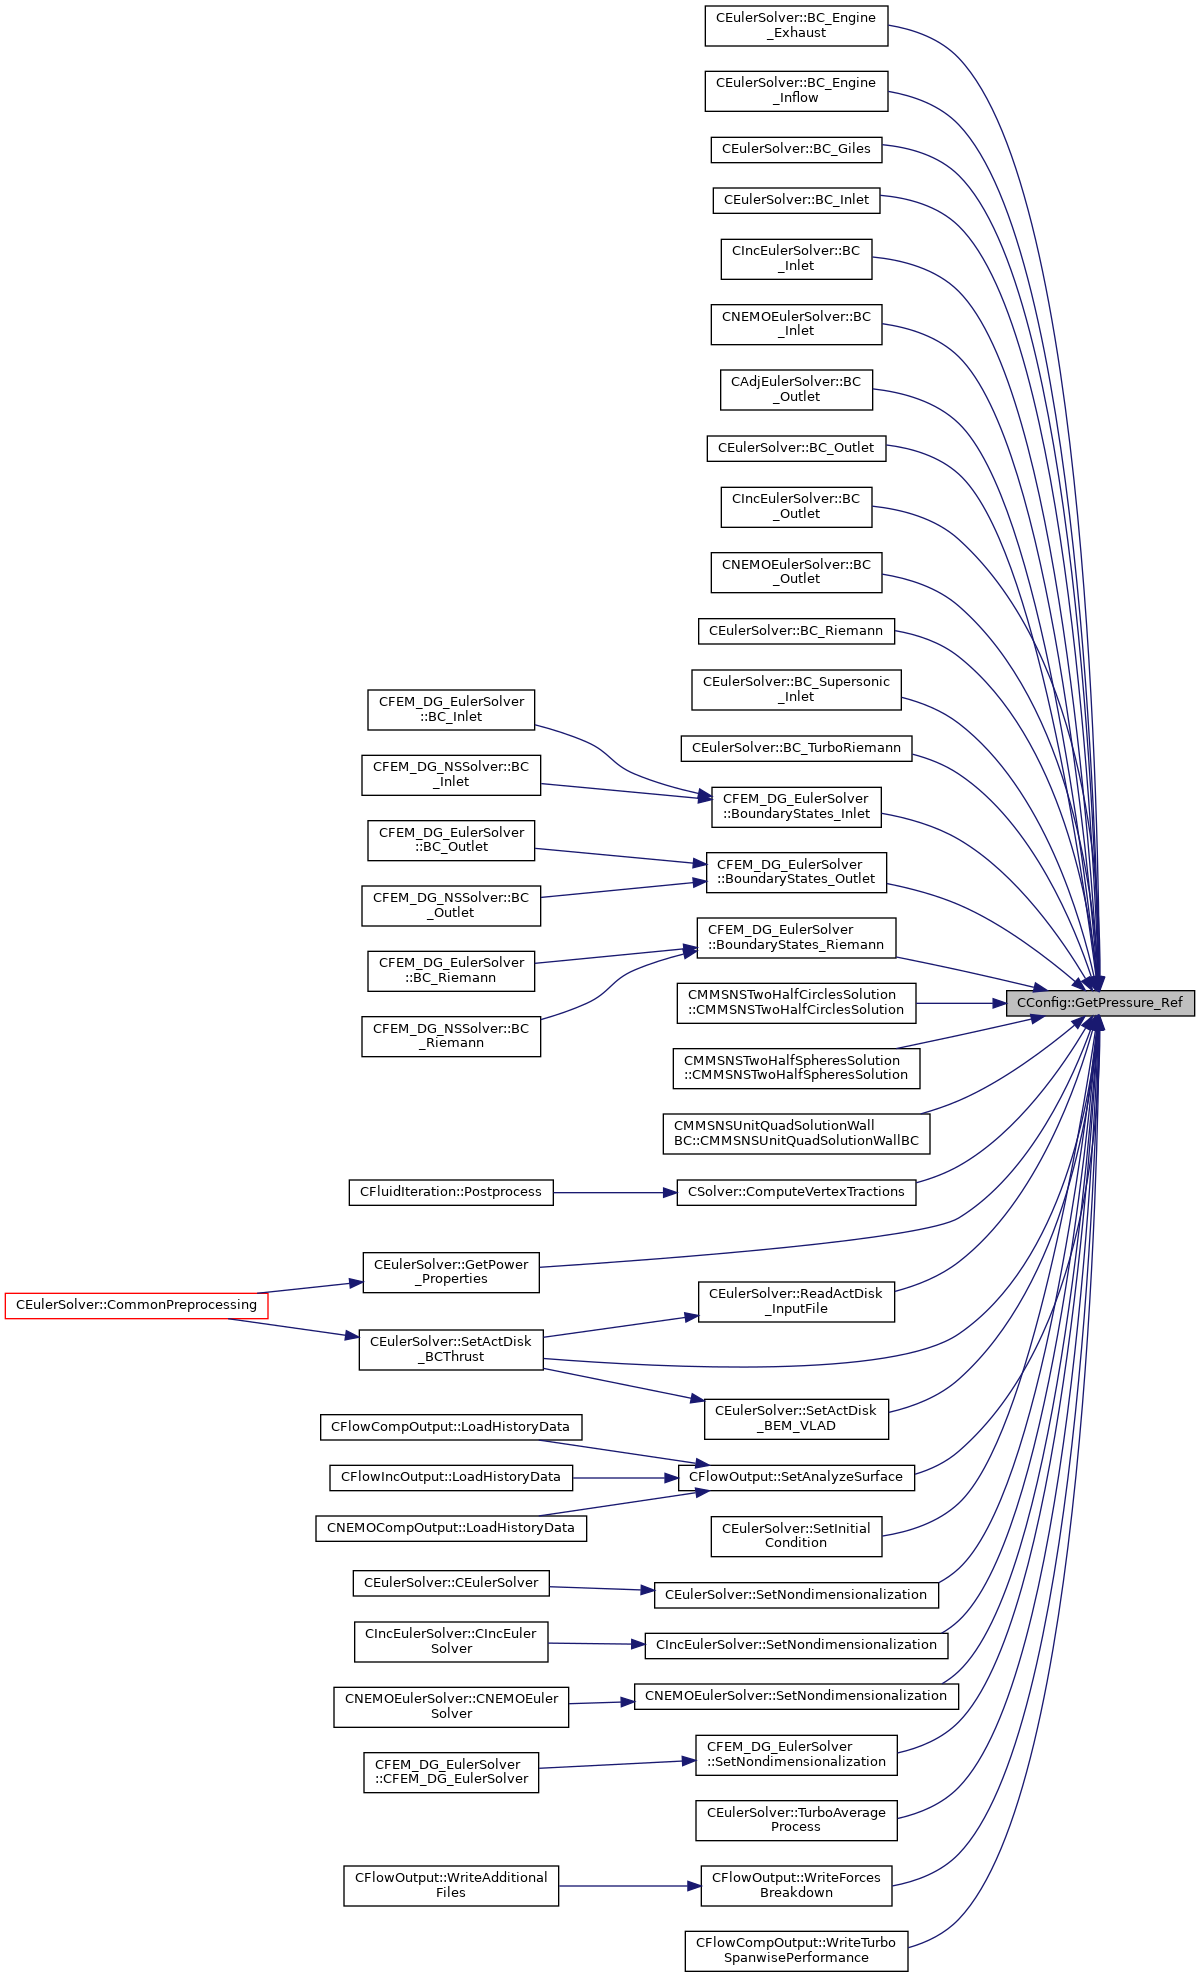 CEulerSolver::BC_Engine
_Exhaust
CEulerSolver::BC_Engine
_Inflow
CEulerSolver::BC_Giles
CEulerSolver::BC_Inlet
CIncEulerSolver::BC
_Inlet
CNEMOEulerSolver::BC
_Inlet
CAdjEulerSolver::BC
_Outlet
CEulerSolver::BC_Outlet
CIncEulerSolver::BC
_Outlet
CNEMOEulerSolver::BC
_Outlet
CEulerSolver::BC_Riemann
CEulerSolver::BC_Supersonic
_Inlet
CFEM_DG_EulerSolver
::BC_Inlet
CEulerSolver::BC_TurboRiemann
CFEM_DG_NSSolver::BC
_Inlet
CFEM_DG_EulerSolver
::BoundaryStates_Inlet
CFEM_DG_EulerSolver
::BC_Outlet
CFEM_DG_EulerSolver
::BoundaryStates_Outlet
CFEM_DG_NSSolver::BC
_Outlet
CFEM_DG_EulerSolver
::BoundaryStates_Riemann
CFEM_DG_EulerSolver
::BC_Riemann
CMMSNSTwoHalfCirclesSolution
::CMMSNSTwoHalfCirclesSolution
CConfig::GetPressure_Ref
CFEM_DG_NSSolver::BC
_Riemann
CMMSNSTwoHalfSpheresSolution
::CMMSNSTwoHalfSpheresSolution
CMMSNSUnitQuadSolutionWall
BC::CMMSNSUnitQuadSolutionWallBC
CFluidIteration::Postprocess
CSolver::ComputeVertexTractions
CEulerSolver::GetPower
_Properties
CEulerSolver::CommonPreprocessing
CEulerSolver::ReadActDisk
_InputFile
CEulerSolver::SetActDisk
_BCThrust
CEulerSolver::SetActDisk
_BEM_VLAD
CFlowCompOutput::LoadHistoryData
CFlowIncOutput::LoadHistoryData
CFlowOutput::SetAnalyzeSurface
CNEMOCompOutput::LoadHistoryData
CEulerSolver::SetInitial
Condition
CEulerSolver::CEulerSolver
CEulerSolver::SetNondimensionalization
CIncEulerSolver::CIncEuler
Solver
CIncEulerSolver::SetNondimensionalization
CNEMOEulerSolver::CNEMOEuler
Solver
CNEMOEulerSolver::SetNondimensionalization
CFEM_DG_EulerSolver
::CFEM_DG_EulerSolver
CFEM_DG_EulerSolver
::SetNondimensionalization
CEulerSolver::TurboAverage
Process
CFlowOutput::WriteAdditional
Files
CFlowOutput::WriteForces
Breakdown
CFlowCompOutput::WriteTurbo
SpanwisePerformance